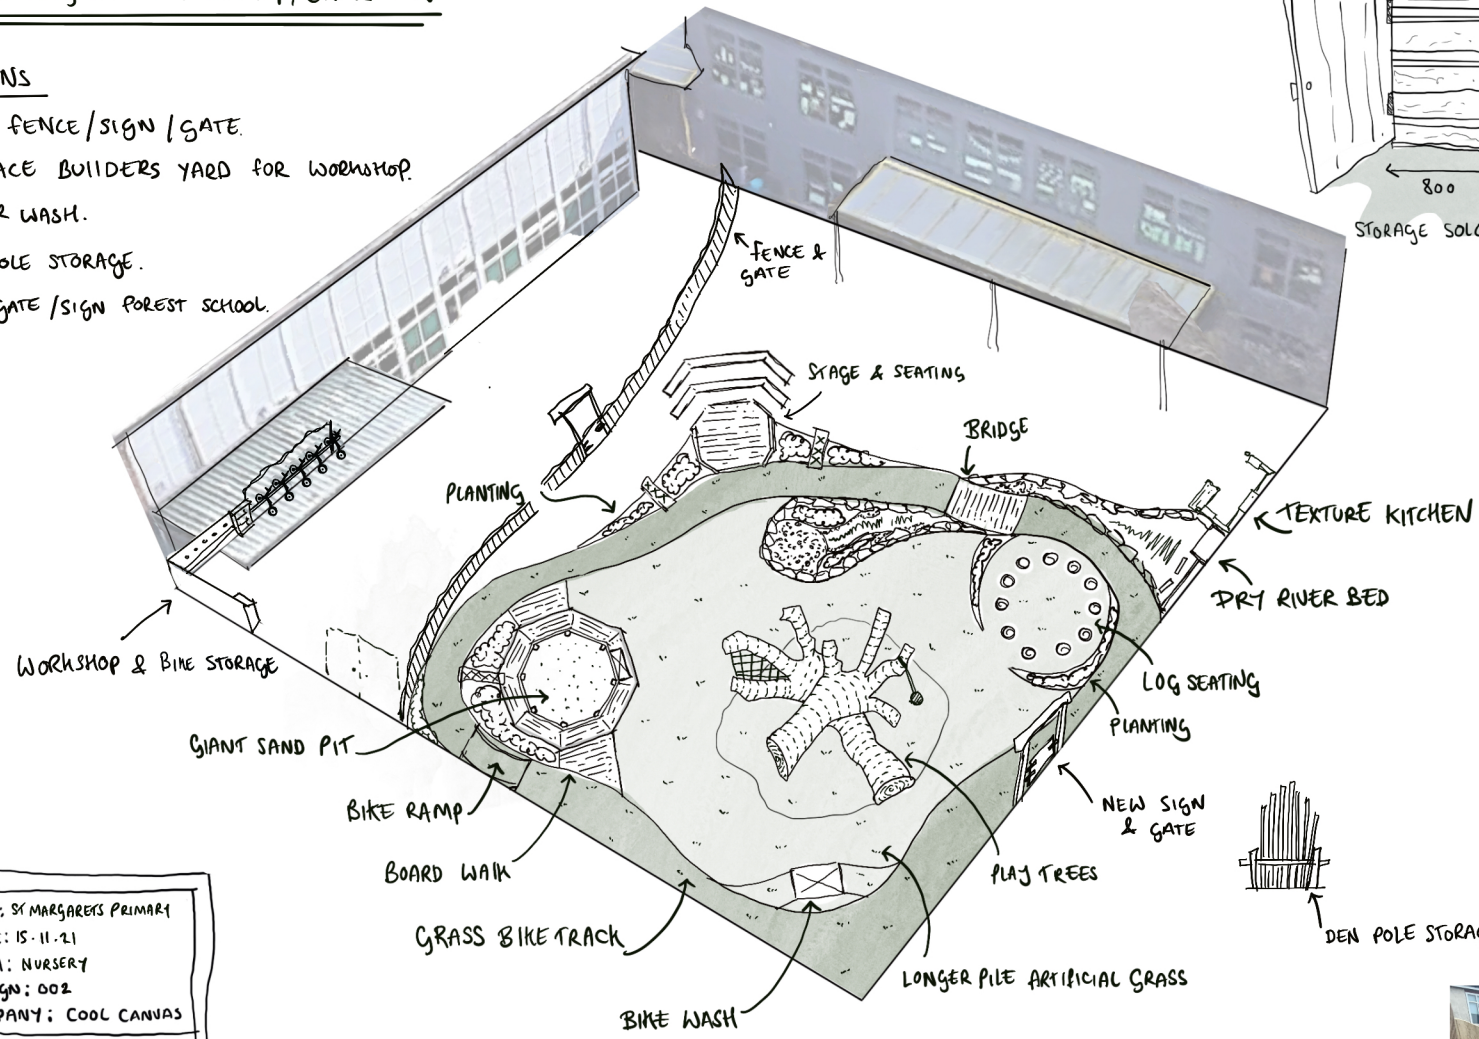 NS
FENCE/SIGN/GATE.
ACE BUIIDERS YARD FOR WORKSHOP.
R WASH.
OLE STORAGE.
GATE/SIGN FOREST SCHOOL.
800
STORAGE SOLO
FENCE &
GATE
STAGE & SEATING
BRIDGE
PLANTING
TEXTURE KITCHEN
DRY RIVER BED
WORKSHOP & BIKE STORAGE
LOG SEATING
PLANTING
GIANT SAND PIT
BIKE RAMP
NEW SIGN
& GATE
BOARD WALK
PLAY TREES
GRASS BIKE TRACK
DEN POLE STORAG
LONGER PILE ARTIFICIAL GRASS
BIKE WASH
: ST MARGARETS PRIMARY
: 15.11.21
: NURSERY
GN: 002
PANY: COOL CANVAS